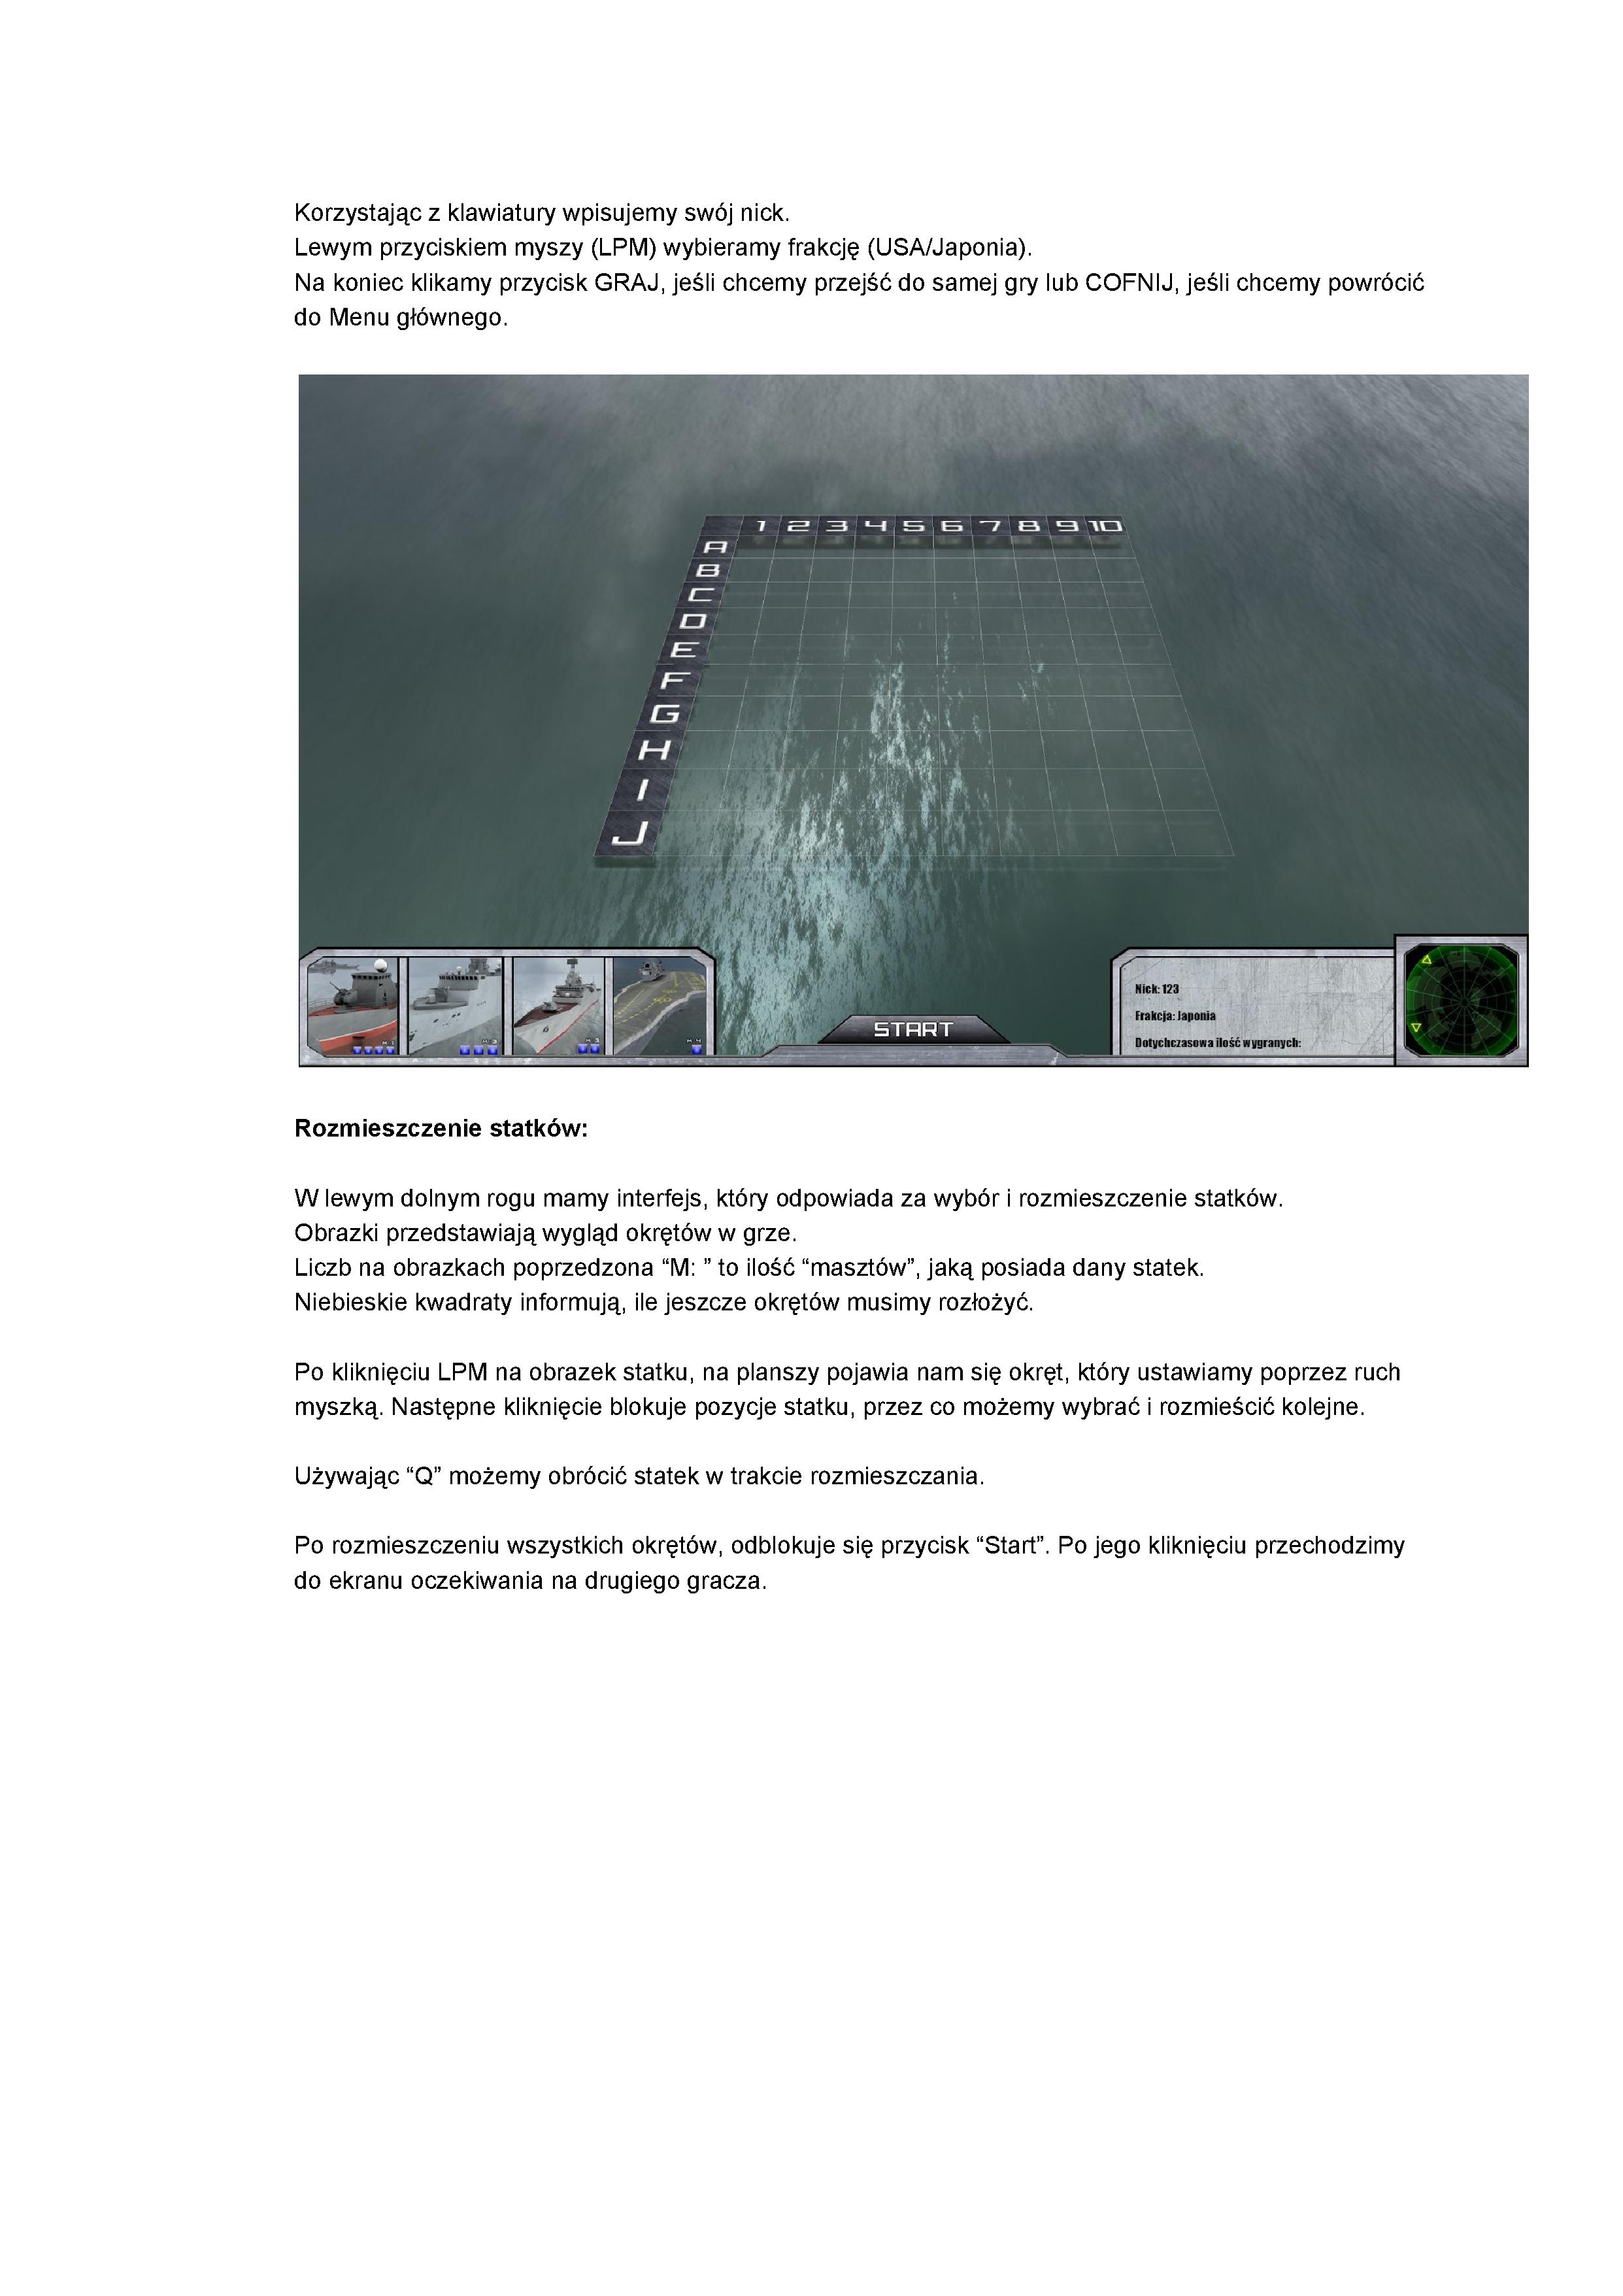 Korzystając z klawiatury wpisujemy swój nick.
Lewym przyciskiem myszy (LPM) wybieramy frakcję (USA/Japonia).
Na koniec klikamy przycisk GRAJ, jeśli chcemy przejść do samej gry lub COFNIJ, jeśli chcemy powrócić
do Menu głównego.
1 2 3 4 5 6 7 8 9 10
A
B
C
D
E
F
G
H
I
J
START
Nick: 123
Frakcja: Japonia
Dotychczasowa ilość wygranych:
Rozmieszczenie statków:
W lewym dolnym rogu mamy interfejs, który odpowiada za wybór i rozmieszczenie statków.
Obrazki przedstawiają wygląd okrętów w grze.
Liczb na obrazkach poprzedzona “M: ” to ilość “masztów”, jaką posiada dany statek.
Niebieskie kwadraty informują, ile jeszcze okrętów musimy rozłożyć.
Po kliknięciu LPM na obrazek statku, na planszy pojawia nam się okręt, który ustawiamy poprzez ruch
myszką. Następne kliknięcie blokuje pozycje statku, przez co możemy wybrać i rozmieścić kolejne.
Używając “Q” możemy obrócić statek w trakcie rozmieszczania.
Po rozmieszczeniu wszystkich okrętów, odblokuje się przycisk “Start”. Po jego kliknięciu przechodzimy
do ekranu oczekiwania na drugiego gracza.